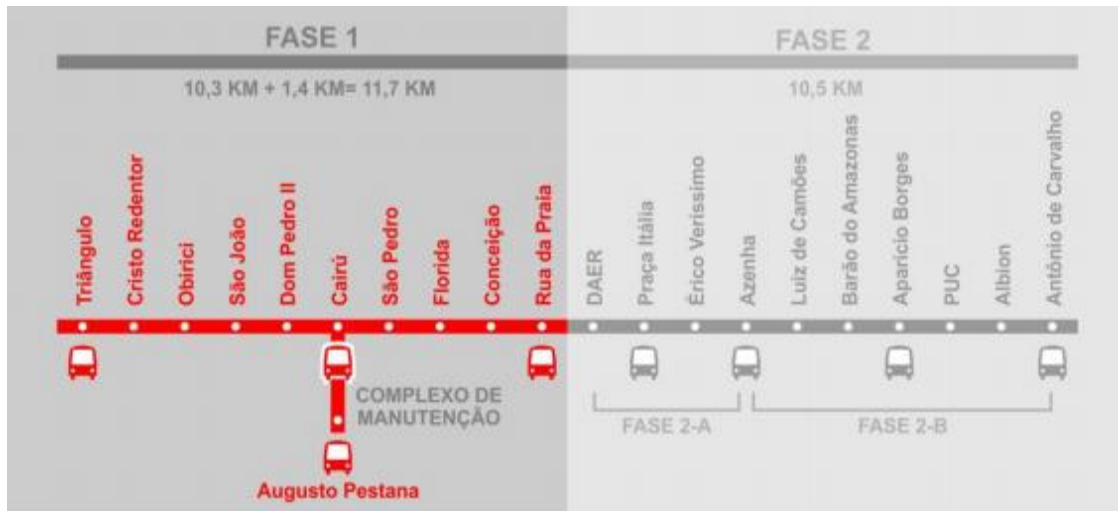 FASE 1
10,3 KM + 1,4 KM= 11,7 KM
Triângulo
Cristo Redentor
Obirici
São João
Dom Pedro II
Cairú
São Pedro
Florida
Conceição
Rua da Praia
COMPLEXO DE
MANUTENÇÃO
Augusto Pestana
FASE 2
10,5 KM
DAER
Praça Itália
Érico Veríssimo
Azenha
Luiz de Camões
Barão do Amazonas
Aparício Borges
PUC
Albion
Antônio de Carvalho
FASE 2-A
FASE 2-B